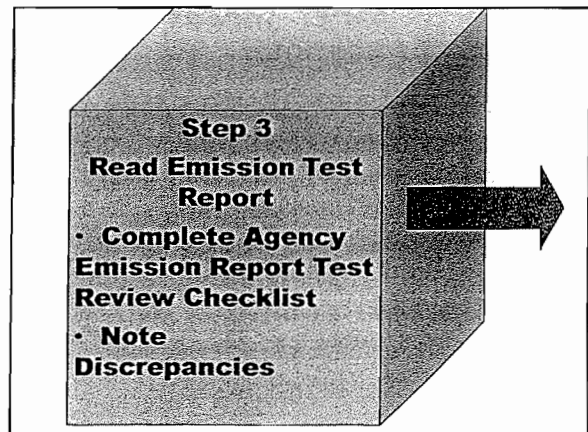 Step 3
Read Emission Test
Report
• Complete Agency
Emission Report Test
Review Checklist
• Note
Discrepancies